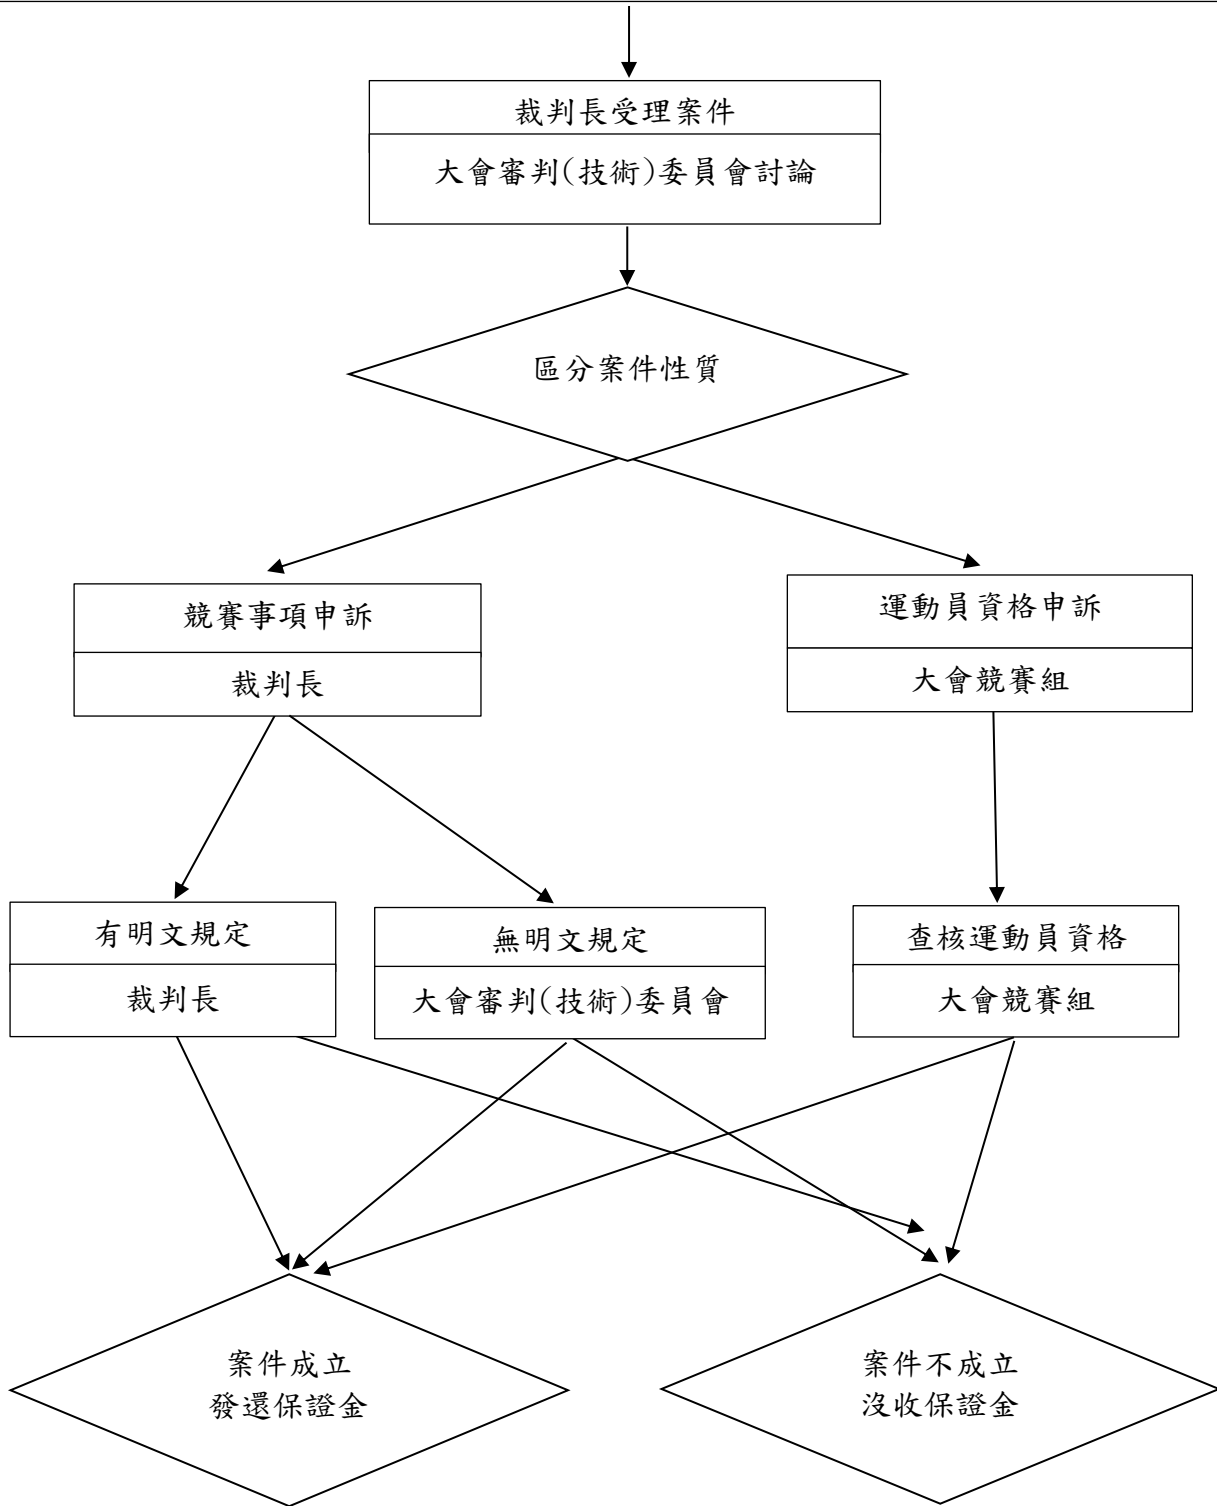 裁判長受理案件
大會審判(技術)委員會討論
區分案件性質
競賽事項申訴
裁判長
運動員資格申訴
大會競賽組
有明文規定
裁判長
無明文規定
大會審判(技術)委員會
查核運動員資格
大會競賽組
案件成立
發還保證金
案件不成立
沒收保證金